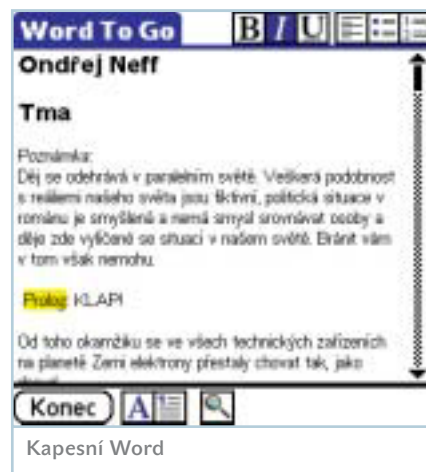 Word To Go B I U
Ondřej Neff
Tma
Poznámka:
Děj se odehrává v paralelním světě. Veškerá podobnost
s reáliemi našeho světa jsou fiktivní, politická situace v
románu je smyšlená a nemá smysl srovnávat osoby a
děje zde vylíčené se situací v našem světě. Bránit vám
v tom však nemohu.
Prolog KLAPI
Od toho okamžiku se ve všech technických zařízeních
na planetě Zemi elektrony přestaly chovat tak, jako
Konec A
Kapesní Word